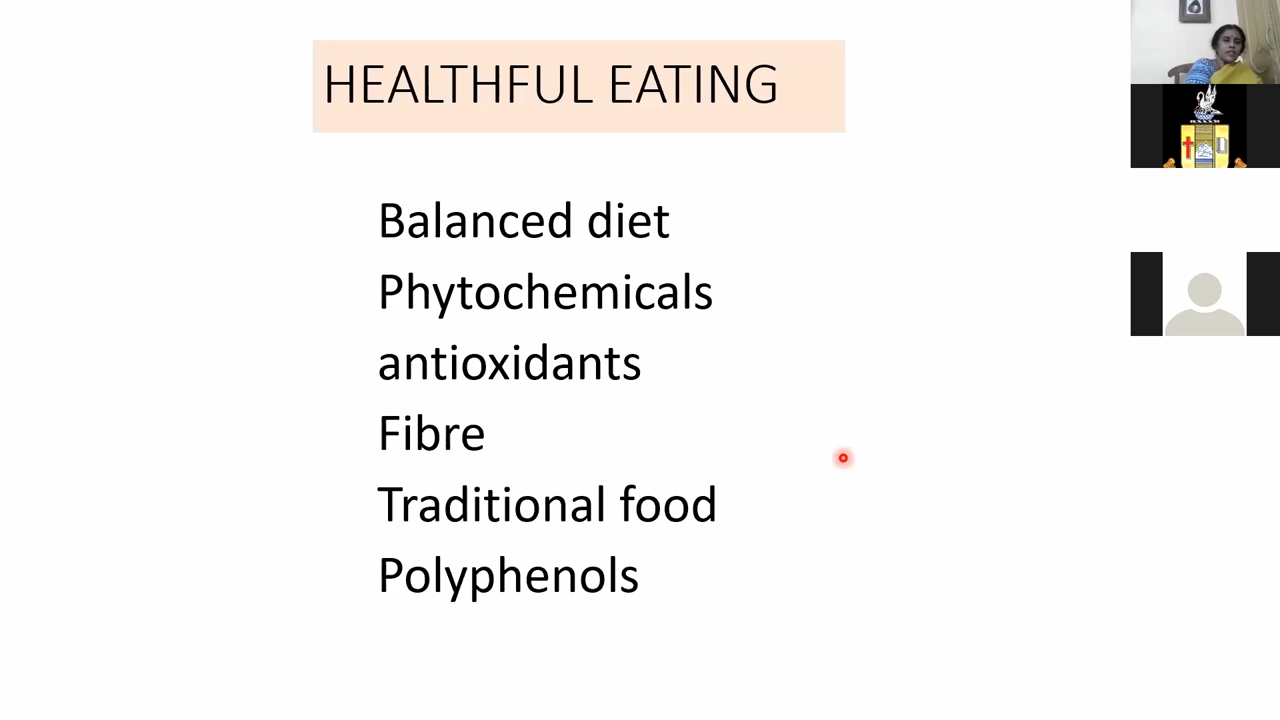 HEALTHFUL EATING
Balanced diet
Phytochemicals
antioxidants
Fibre
Traditional food
Polyphenols